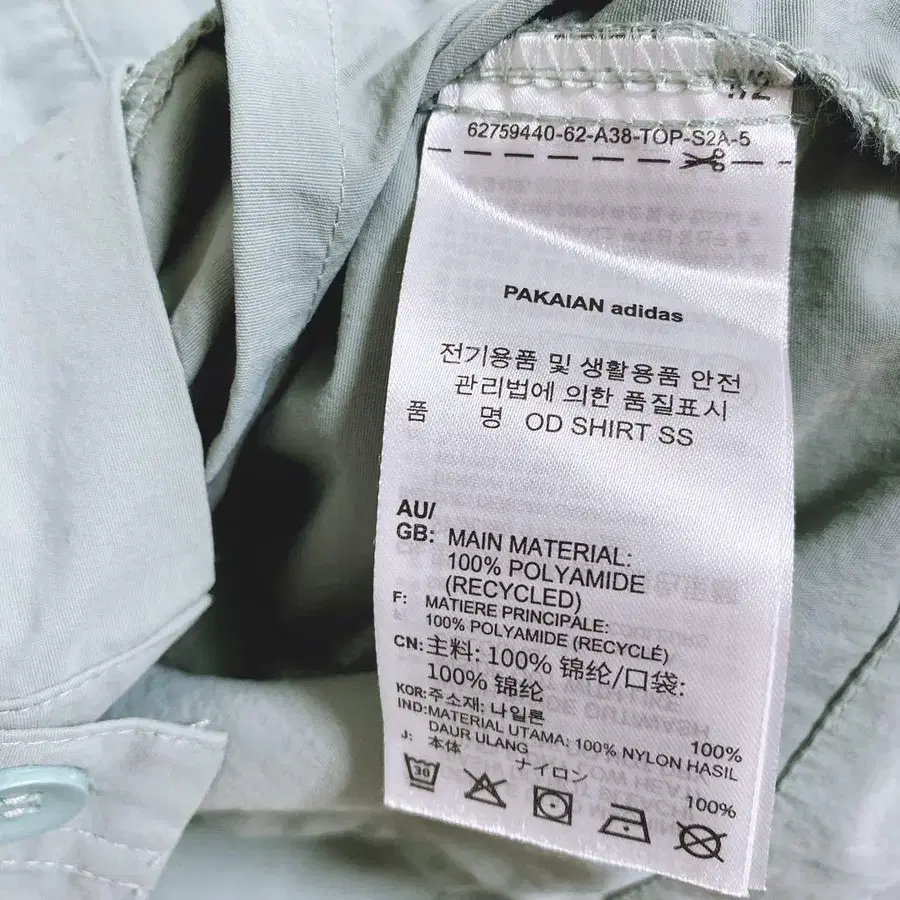 1/2
62759440-62-A38-TOP-S2A-5
PAKAIAN adidas
전기용품 및 생활용품 안전
관리법에 의한 품질표시
품 명 OD SHIRT SS
AU/
GB: MAIN MATERIAL:
100% POLYAMIDE
(RECYCLED)
F: MATIERE PRINCIPALE:
100% POLYAMIDE (RECYCLÉ)
CN: 主料: 100% 锦纶/口袋:
100% 锦纶
KOR: 주소재: 나일론 100%
IND: MATERIAL UTAMA: 100% NYLON HASIL
DAUR ULANG
J: 本体
ナイロン 100%
30